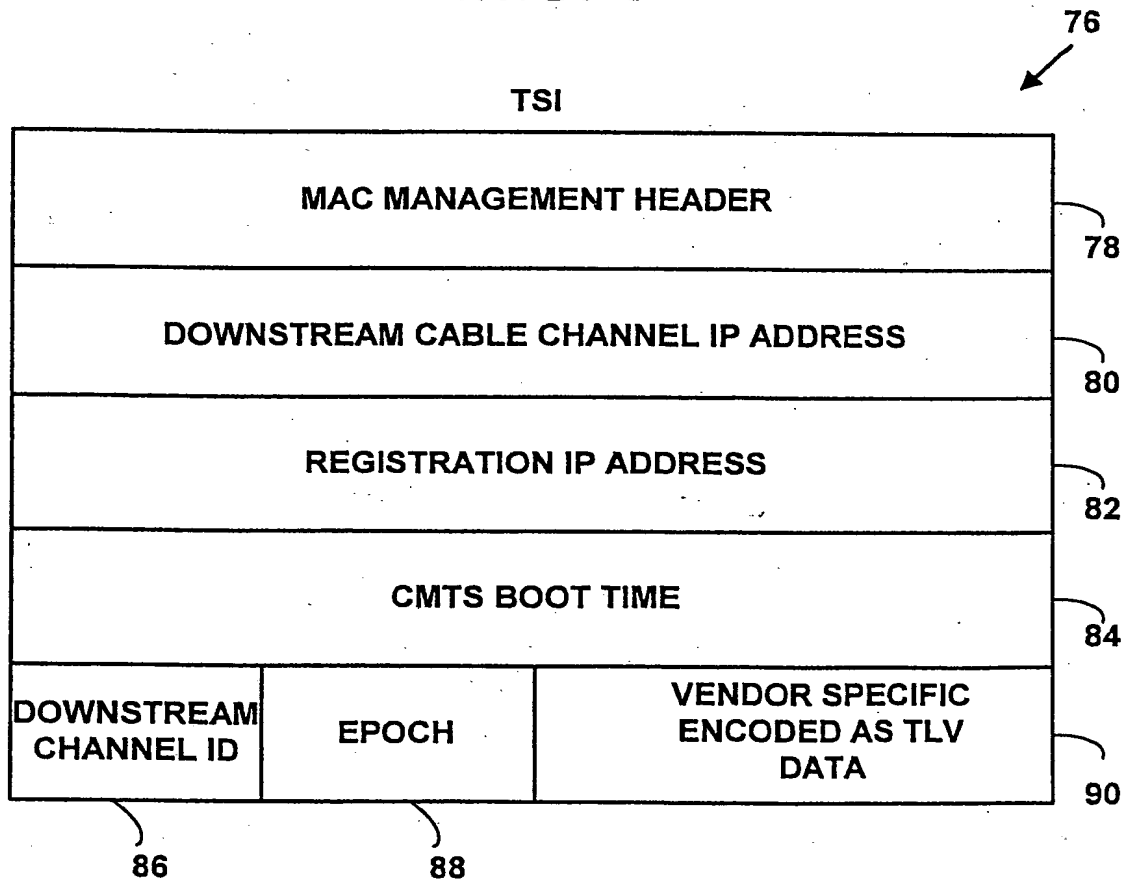 76
TSI
MAC MANAGEMENT HEADER
78
DOWNSTREAM CABLE CHANNEL IP ADDRESS
80
REGISTRATION IP ADDRESS
82
CMTS BOOT TIME
84
DOWNSTREAM
CHANNEL ID
EPOCH
VENDOR SPECIFIC
ENCODED AS TLV
DATA
90
86
88